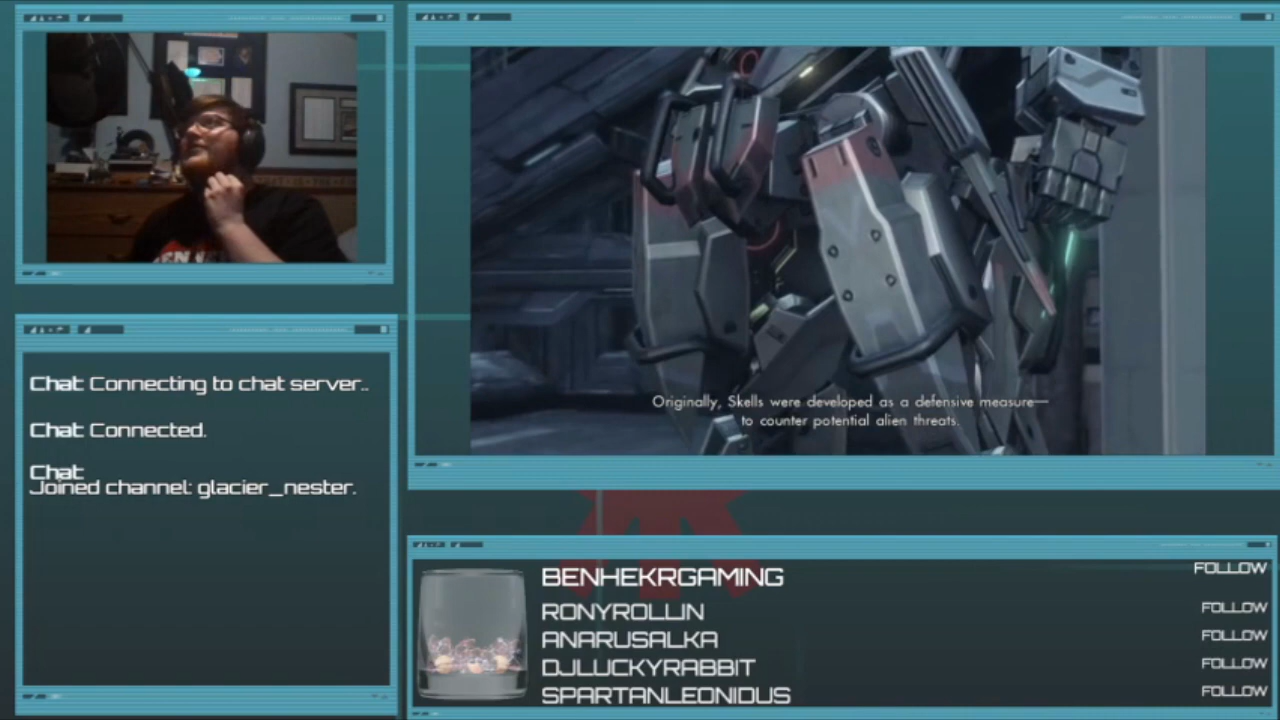 Chat: Connecting to chat server..
Chat: Connected.
Chat:
Joined channel: glacier_nester.
Originally, Skells were developed as a defensive measure—
to counter potential alien threats.
BENHEKRGAMING FOLLOW
RONYROLLIN FOLLOW
ANARUSALKA FOLLOW
DJLUCKYRABBIT FOLLOW
SPARTANLEONIDUS FOLLOW